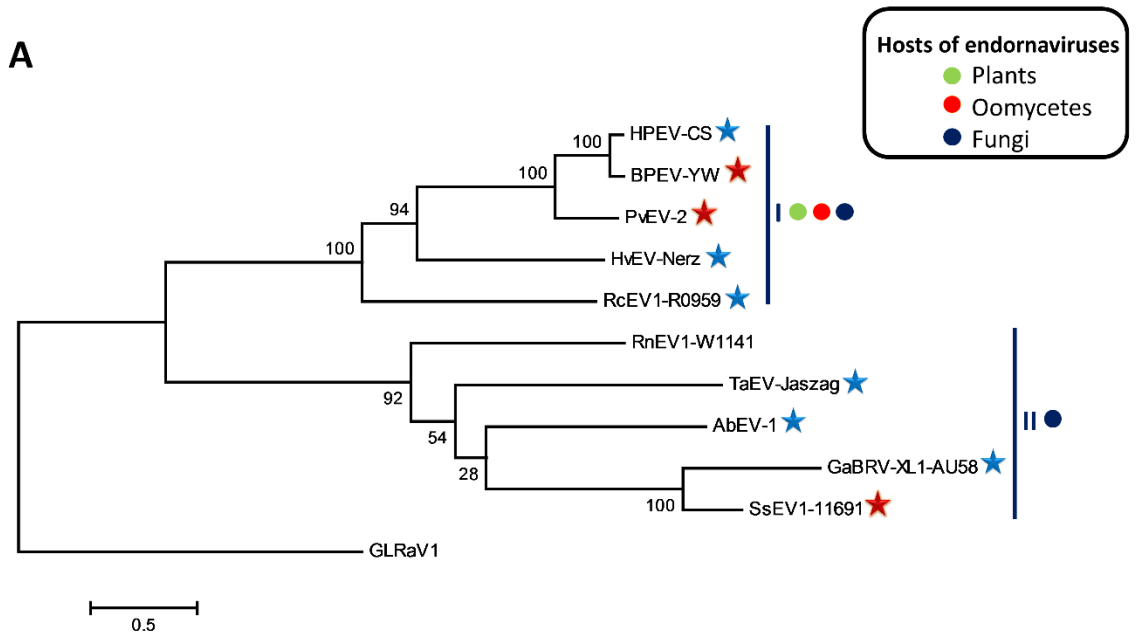 A
Hosts of endornaviruses
Plants
Oomycetes
Fungi
HPEV-CS
100
BPEV-YW
100
PvEV-2
94
I
HvEV-Nerz
100
RcEV1-R0959
RnEV1-W1141
TaEV-Jaszag
92
AbEV-1
II
54
GaBRV-XL1-AU58
28
SsEV1-11691
100
GLRaV1
0.5